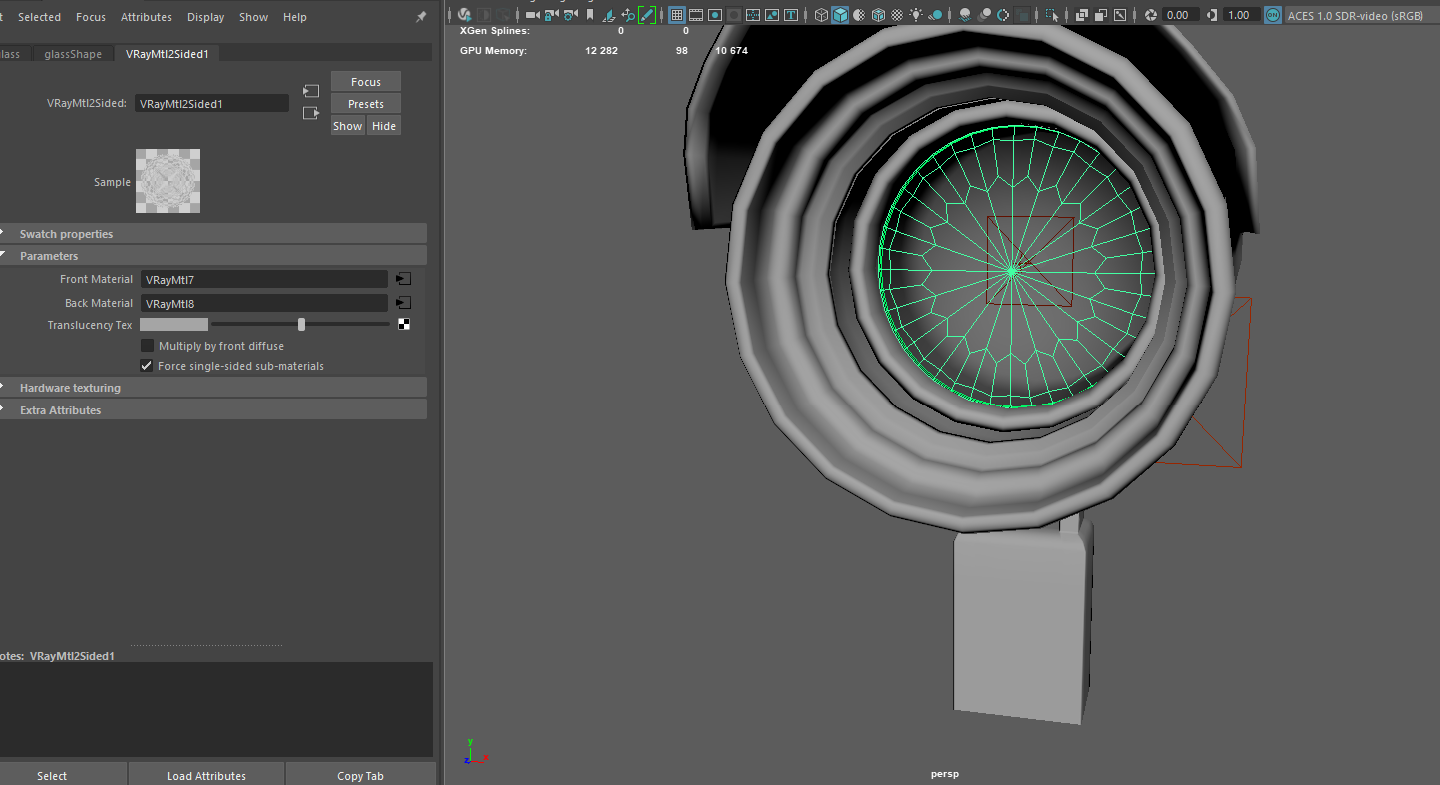 t Selected Focus Attributes Display Show Help
0.00 1.00 ON ACES 1.0 SDR-video (sRGB)
lass glassShape VRayMtl2Sided1
XGen Splines: 0 0
GPU Memory: 12 282 98 10 674
Focus
VRayMtl2Sided: VRayMtl2Sided1
Presets
Show Hide
Sample
Swatch properties
Parameters
Front Material VRayMtl7
Back Material VRayMtl8
Translucency Tex
Multiply by front diffuse
Force single-sided sub-materials
Hardware texturing
Extra Attributes
otes: VRayMtl2Sided1
Select Load Attributes Copy Tab
y
z x
persp